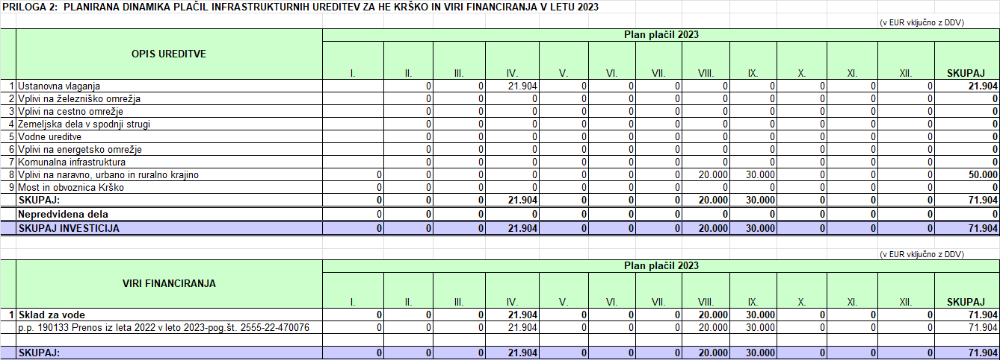 PRILOGA 2: PLANIRANA DINAMIKA PLAČIL INFRASTRUKTURNIH UREDITEV ZA HE KRŠKO IN VIRI FINANCIRANJA V LETU 2023
(v EUR vključno z DDV)
Plan plačil 2023
OPIS UREDITVE
I. II. III. IV. V. VI. VII. VIII. IX. X. XI. XII. SKUPAJ
1 Ustanovna vlaganja 0 0 21.904 0 0 0 0 0 0 0 0 21.904
2 Vplivi na železniško omrežja 0 0 0 0 0 0 0 0 0 0 0 0
3 Vplivi na cestno omrežje 0 0 0 0 0 0 0 0 0 0 0 0
4 Zemeljska dela v spodnji strugi 0 0 0 0 0 0 0 0 0 0 0 0
5 Vodne ureditve 0 0 0 0 0 0 0 0 0 0 0 0
6 Vplivi na energetsko omrežje 0 0 0 0 0 0 0 0 0 0 0 0
7 Komunalna infrastruktura 0 0 0 0 0 0 0 0 0 0 0 0
8 Vplivi na naravno, urbano in ruralno krajino 0 0 0 0 0 0 0 20.000 30.000 0 0 0 50.000
9 Most in obvoznica Krško 0 0 0 0 0 0 0 0 0 0 0 0 0
SKUPAJ: 0 0 0 21.904 0 0 0 20.000 30.000 0 0 0 71.904
Nepredvidena dela 0 0 0 0 0 0 0 0 0 0 0 0 0
SKUPAJ INVESTICIJA 0 0 0 21.904 0 0 0 20.000 30.000 0 0 0 71.904
(v EUR vključno z DDV)
Plan plačil 2023
VIRI FINANCIRANJA
I. II. III. IV. V. VI. VII. VIII. IX. X. XI. XII. SKUPAJ
1 Sklad za vode 0 0 0 21.904 0 0 0 20.000 30.000 0 0 0 71.904
p.p. 190133 Prenos iz leta 2022 v leto 2023-pog.št. 2555-22-470076 0 0 0 21.904 0 0 0 20.000 30.000 0 0 0 71.904
SKUPAJ: 0 0 0 21.904 0 0 0 20.000 30.000 0 0 0 71.904